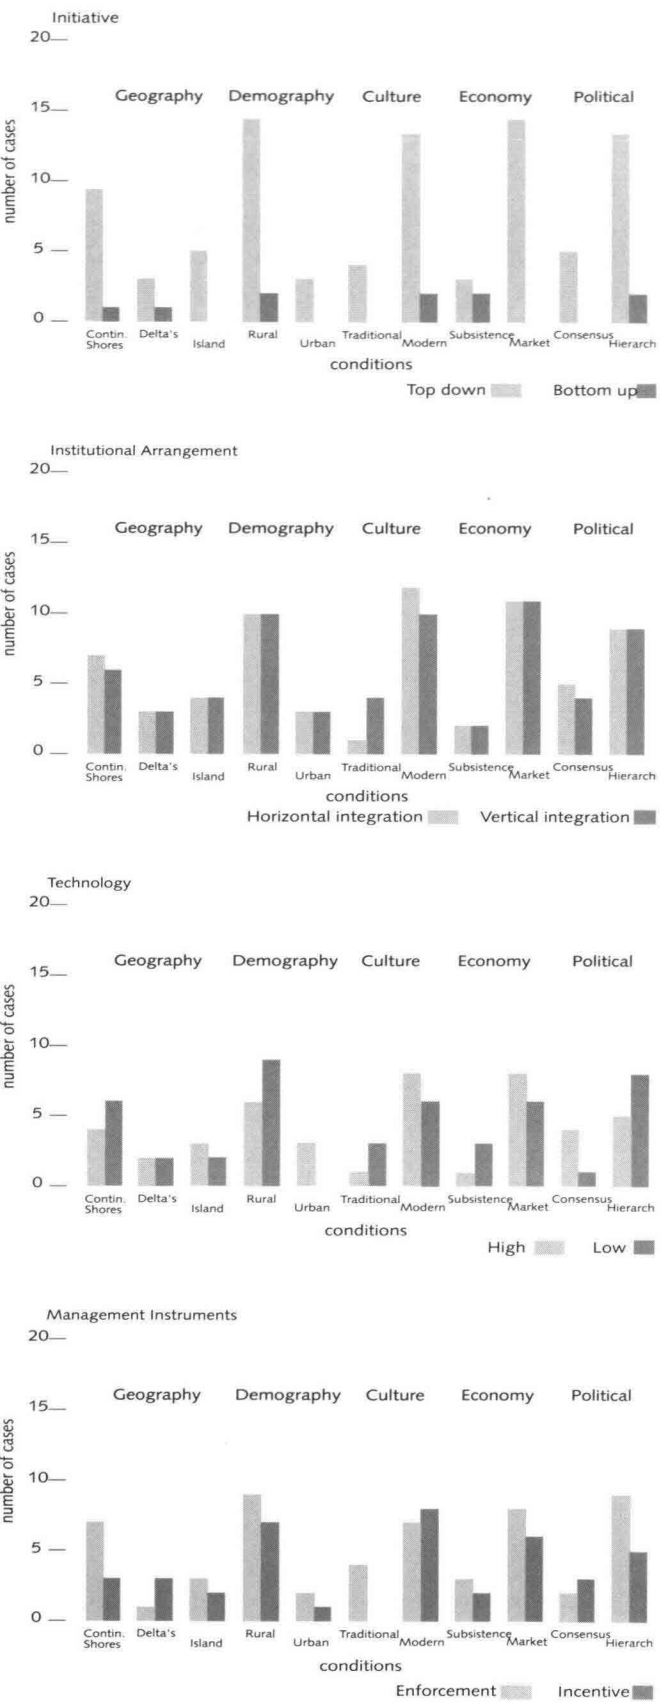 Initiative
20
Geography Demography Culture Economy Political
15
number of cases
10
5
0
Contin. Shores Delta's Island Rural Urban Traditional Modern Subsistence Market Consensus Hierarch
conditions
Top down Bottom up
Institutional Arrangement
20
Geography Demography Culture Economy Political
15
number of cases
10
5
0
Contin. Shores Delta's Island Rural Urban Traditional Modern Subsistence Market Consensus Hierarch
conditions
Horizontal integration Vertical integration
Technology
20
Geography Demography Culture Economy Political
15
number of cases
10
5
0
Contin. Shores Delta's Island Rural Urban Traditional Modern Subsistence Market Consensus Hierarch
conditions
High Low
Management Instruments
20
Geography Demography Culture Economy Political
15
number of cases
10
5
0
Contin. Shores Delta's Island Rural Urban Traditional Modern Subsistence Market Consensus Hierarch
conditions
Enforcement Incentive